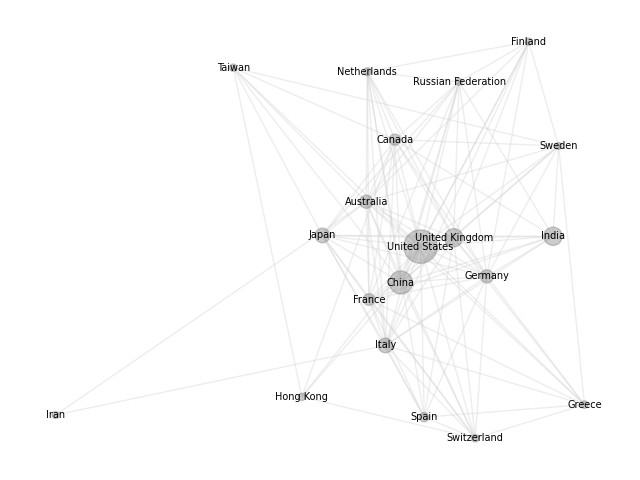 Finland
Taiwan
Netherlands
Russian Federation
Canada
Sweden
Australia
Japan
United Kingdom
India
United States
Germany
China
France
Italy
Hong Kong
Greece
Iran
Spain
Switzerland